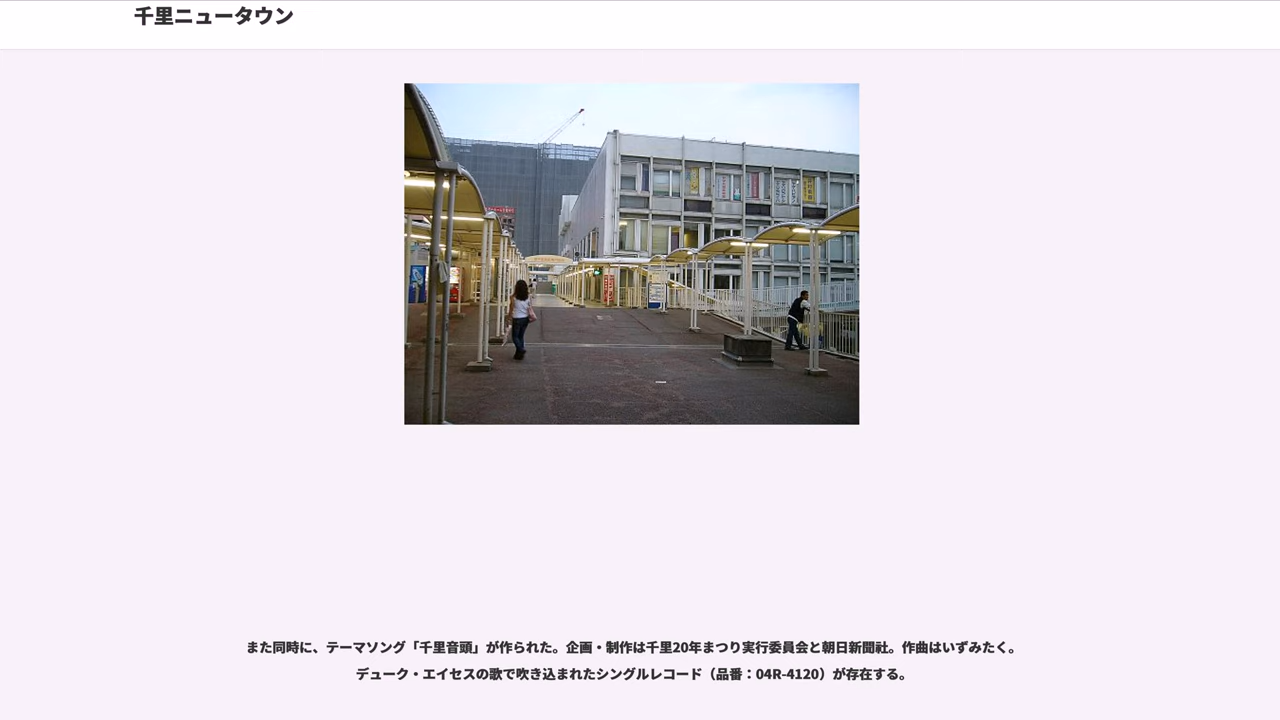 千里ニュータウン
また同時に、テーマソング「千里音頭」が作られた。企画・制作は千里20年まつり実行委員会と朝日新聞社。作曲はいずみたく。
デューク・エイセスの歌で吹き込まれたシングルレコード（品番：04R-4120）が存在する。